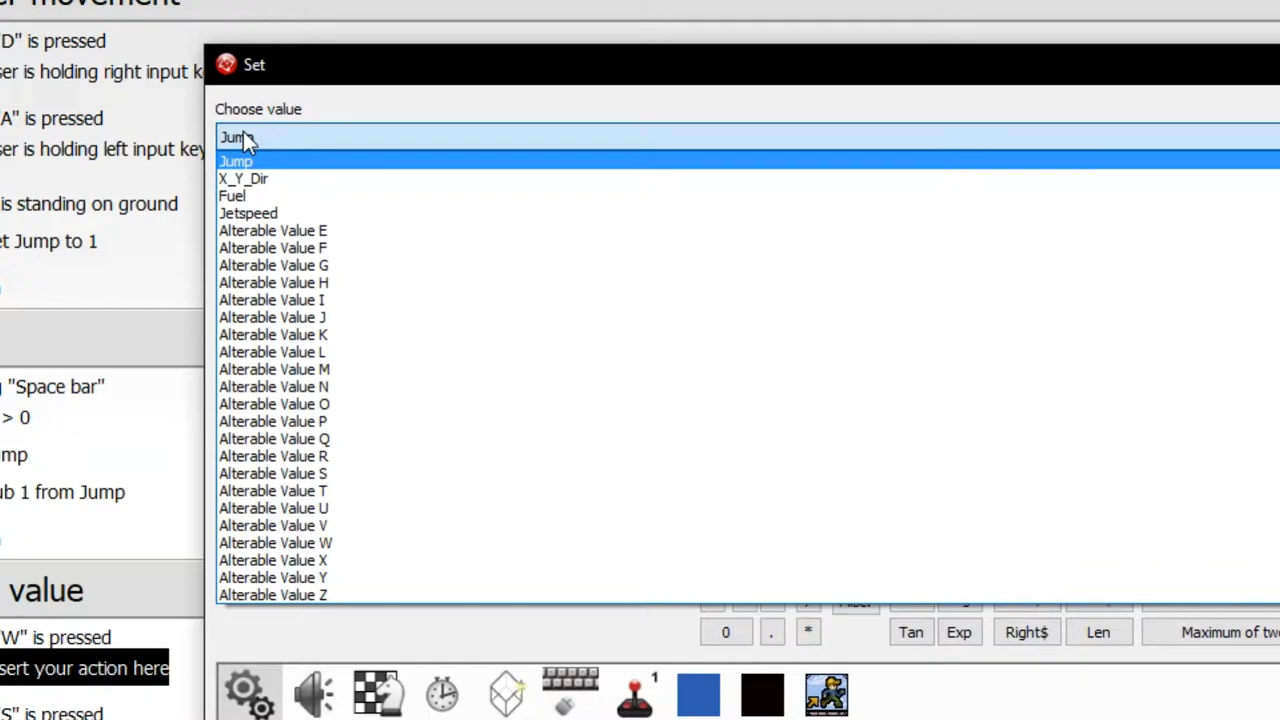 er movement
"D" is pressed
ser is holding right input k
"A" is pressed
ser is holding left input key
is standing on ground
et Jump to 1
"Space bar"
> 0
mp
ub 1 from Jump
value
"W" is pressed
sert your action here
"S" is pressed
Set
Choose value
Jump
Jump
X_Y_Dir
Fuel
Jetspeed
Alterable Value E
Alterable Value F
Alterable Value G
Alterable Value H
Alterable Value I
Alterable Value J
Alterable Value K
Alterable Value L
Alterable Value M
Alterable Value N
Alterable Value O
Alterable Value P
Alterable Value Q
Alterable Value R
Alterable Value S
Alterable Value T
Alterable Value U
Alterable Value V
Alterable Value W
Alterable Value X
Alterable Value Y
Alterable Value Z
0 . * Tan Exp Right$ Len Maximum of two
1